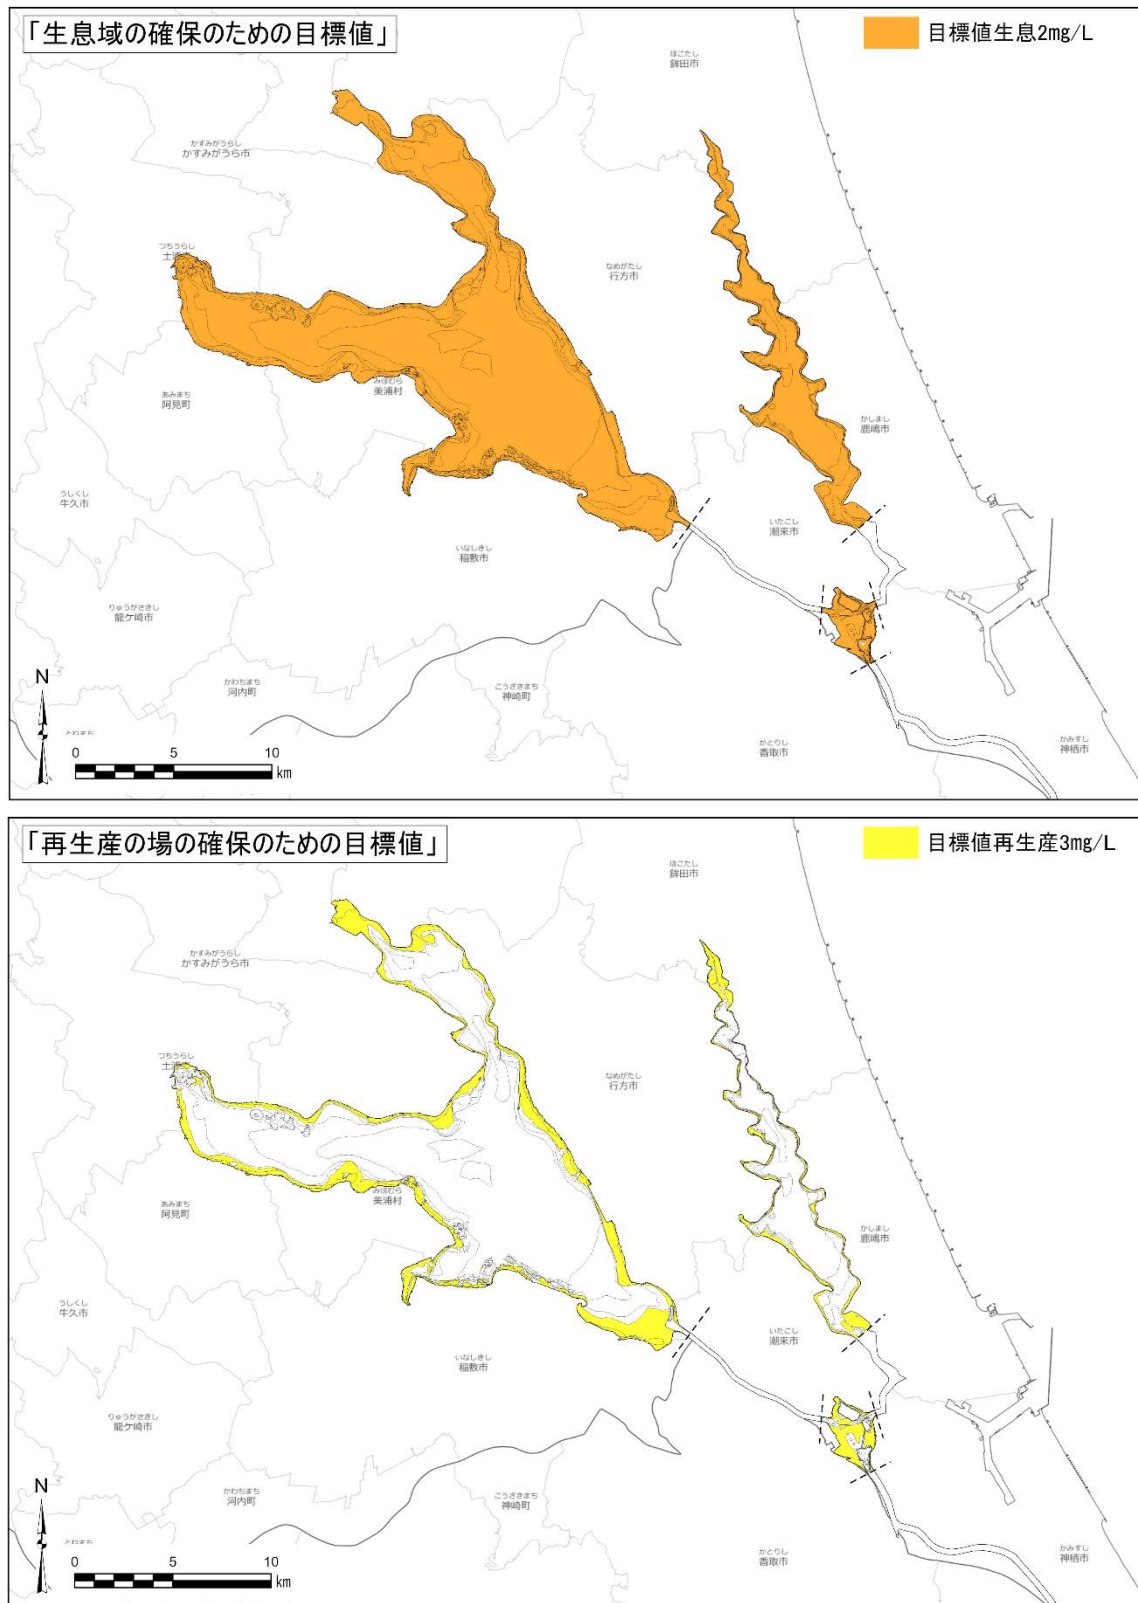 「生息域の確保のための目標値」
目標値生息2mg/L
ほこたし
鉾田市
かすみがうらし
かすみがうら市
つちうらし
なめがたし
行方市
あみまち
阿見町
みほむら
美浦村
かしまし
鹿嶋市
うしくし
牛久市
いたこし
潮来市
いなしきし
稲敷市
りゅうがさきし
龍ケ崎市
かわちまち
河内町
こうざきまち
神崎町
かとりし
香取市
かみすし
神栖市
N
0 5 10
km
「再生産の場の確保のための目標値」
目標値再生産3mg/L
ほこたし
鉾田市
かすみがうらし
かすみがうら市
つちうらし
なめがたし
行方市
あみまち
阿見町
みほむら
美浦村
かしまし
鹿嶋市
うしくし
牛久市
いたこし
潮来市
いなしきし
稲敷市
りゅうがさきし
龍ケ崎市
かわちまち
河内町
こうざきまち
神崎町
かとりし
香取市
かみすし
神栖市
N
0 5 10
km